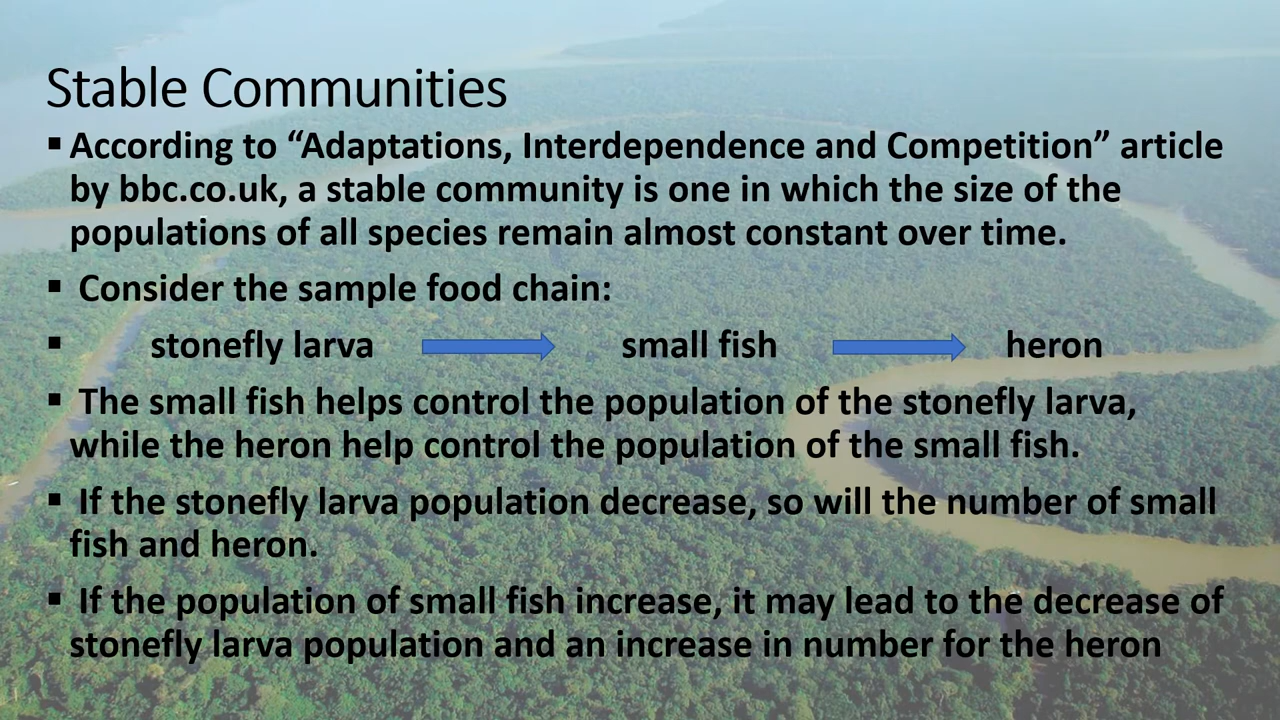 Stable Communities
▪ According to “Adaptations, Interdependence and Competition” article
by bbc.co.uk, a stable community is one in which the size of the
populations of all species remain almost constant over time.
▪ Consider the sample food chain:
▪ stonefly larva small fish heron
▪ The small fish helps control the population of the stonefly larva,
while the heron help control the population of the small fish.
▪ If the stonefly larva population decrease, so will the number of small
fish and heron.
▪ If the population of small fish increase, it may lead to the decrease of
stonefly larva population and an increase in number for the heron